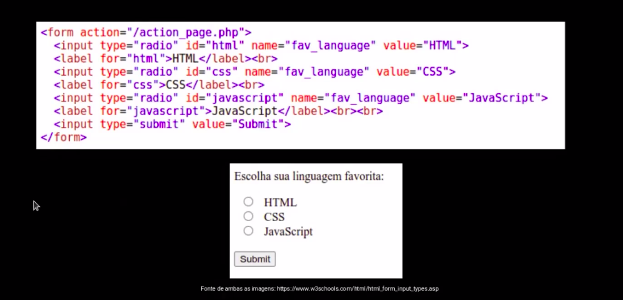 <form action="/action_page.php">
<input type="radio" id="html" name="fav_language" value="HTML">
<label for="html">HTML</label><br>
<input type="radio" id="css" name="fav_language" value="CSS">
<label for="css">CSS</label><br>
<input type="radio" id="javascript" name="fav_language" value="JavaScript">
<label for="javascript">JavaScript</label><br><br>
<input type="submit" value="Submit">
</form>
Escolha sua linguagem favorita:
HTML
CSS
JavaScript
Submit
Fonte de ambas as imagens: https://www.w3schools.com/html/html_form_input_types.asp